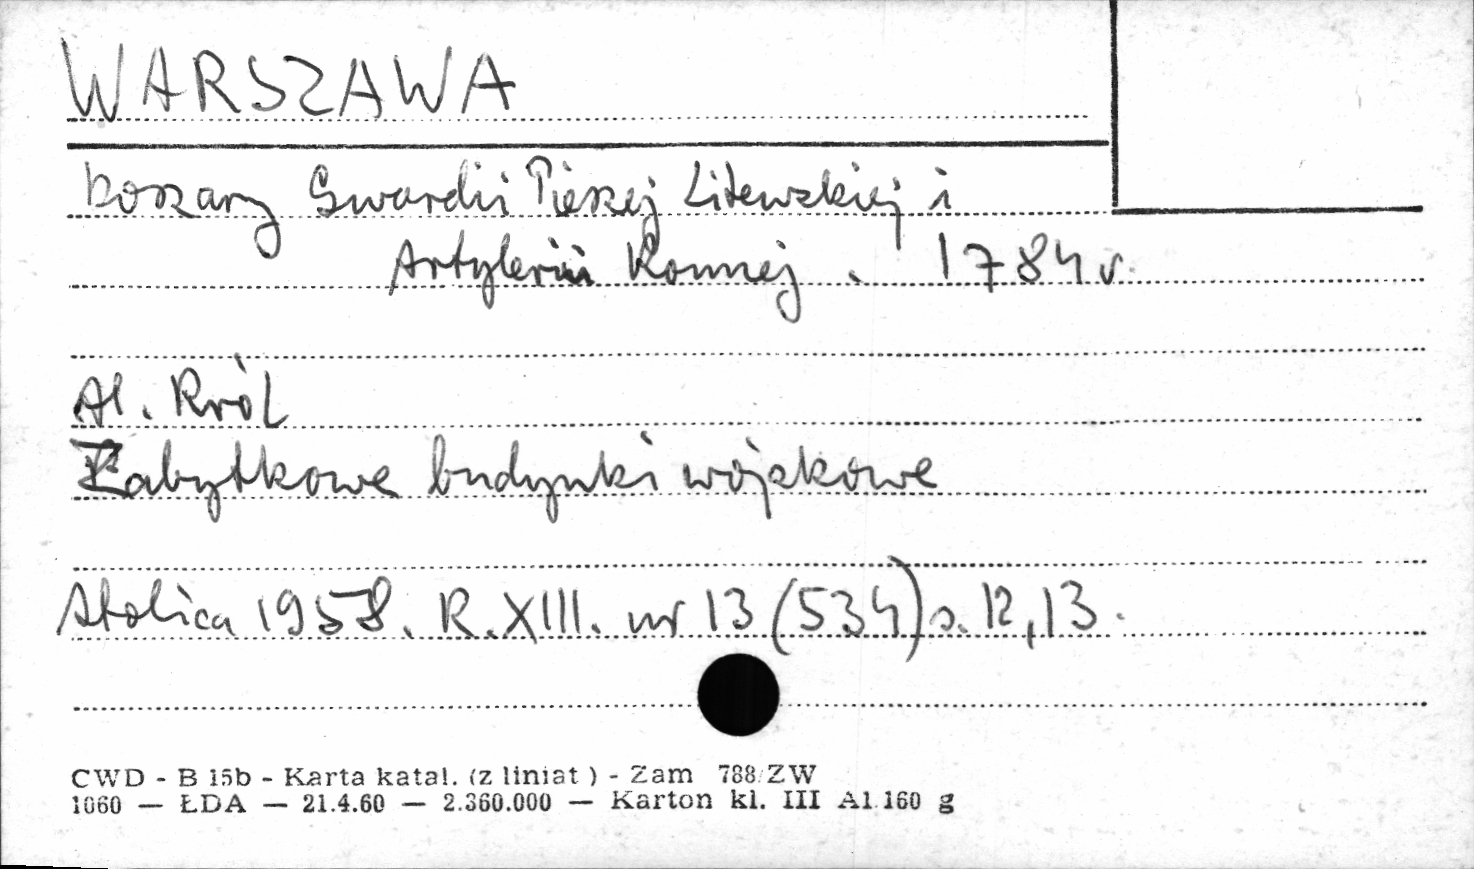 WARSZAWA
koszary Gwardii Pieszej Litewskiej i
Artylerii Konnej. 1784 r.
Al. Król
Zabytkowe budynki wojskowe
Stolica 1958. R. XIII. nr 13 (534) s. 12, 13.
CWD - B 15b - Karta katal. (z liniat ) - Zam 788/ZW
1060 — ŁDA — 21.4.60 — 2.360.000 — Karton kl. III A1 160 g